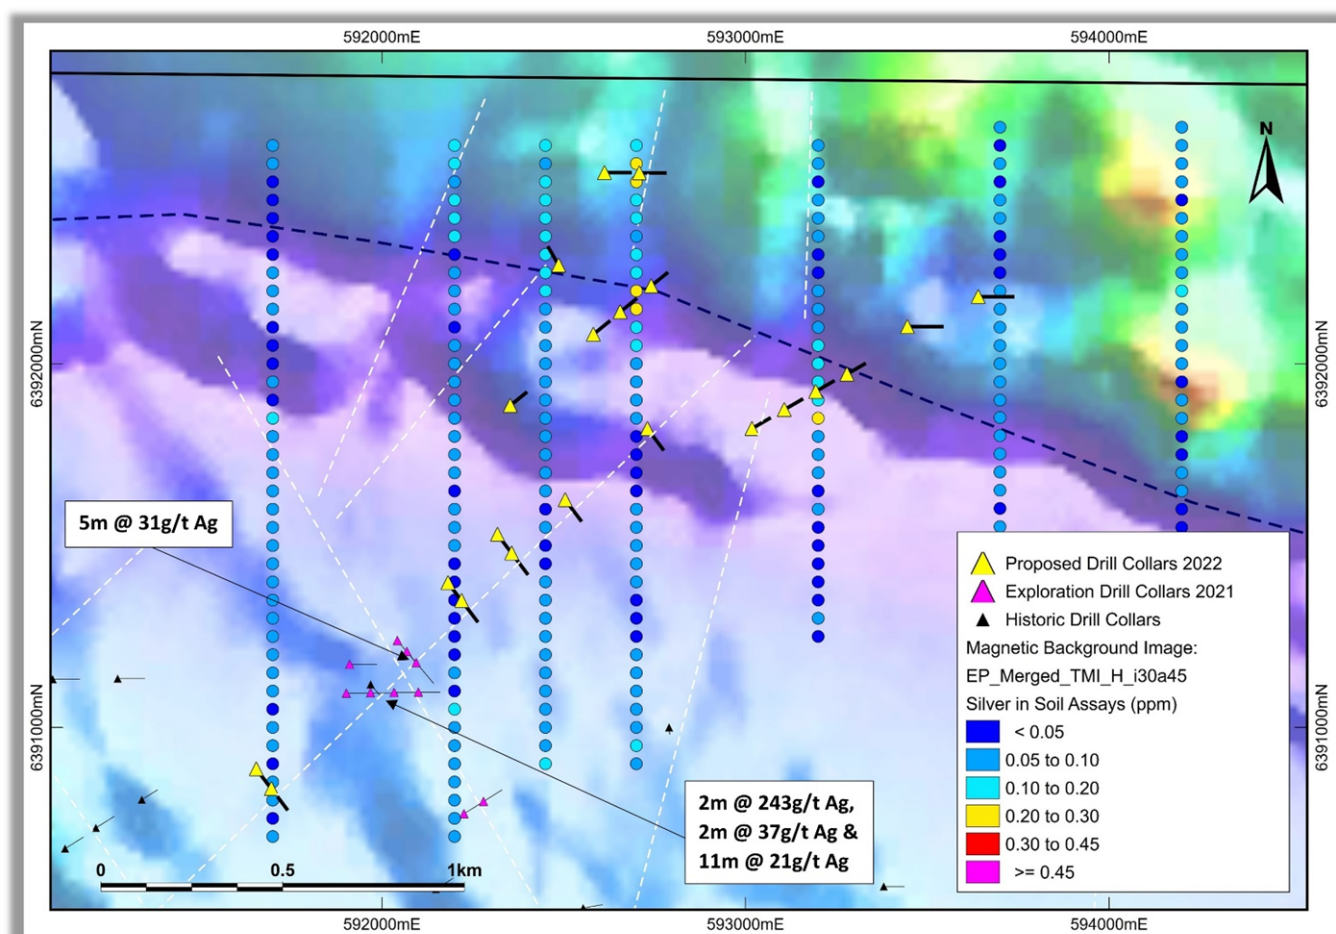 592000mE
593000mE
594000mE
N
6392000mN
6392000mN
5m @ 31g/t Ag
Proposed Drill Collars 2022
Exploration Drill Collars 2021
Historic Drill Collars
Magnetic Background Image:
EP_Merged_TMI_H_i30a45
Silver in Soil Assays (ppm)
< 0.05
0.05 to 0.10
0.10 to 0.20
0.20 to 0.30
0.30 to 0.45
>= 0.45
6391000mN
6391000mN
2m @ 243g/t Ag,
2m @ 37g/t Ag &
11m @ 21g/t Ag
0
0.5
1km
592000mE
593000mE
594000mE